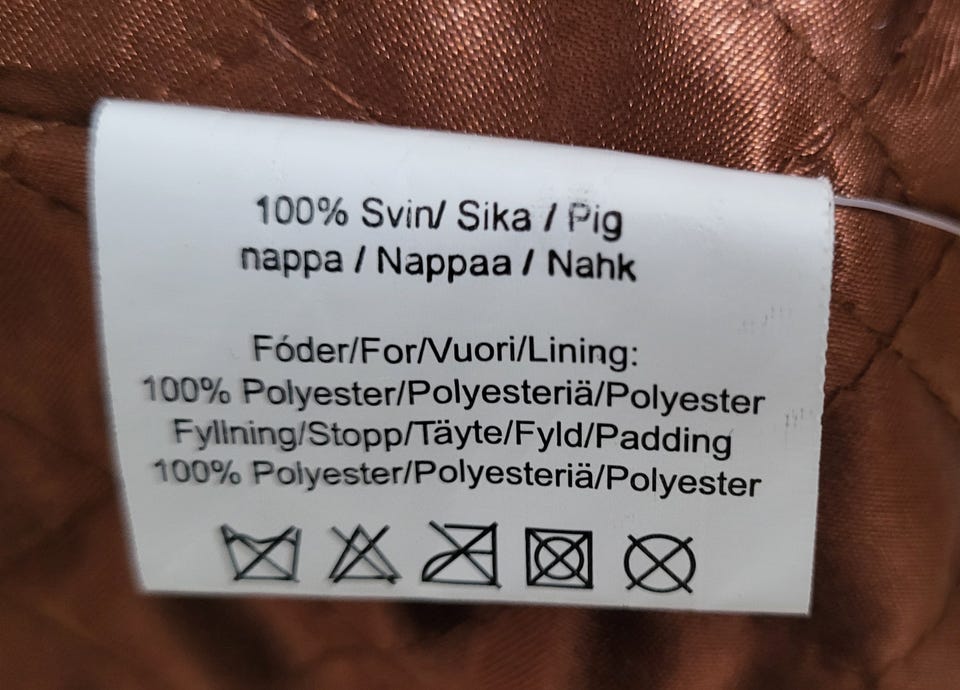 100% Svin/ Sika / Pig
nappa / Nappaa / Nahk
Fóder/For/Vuori/Lining:
100% Polyester/Polyesteriä/Polyester
Fyllning/Stopp/Täyte/Fyld/Padding
100% Polyester/Polyesteriä/Polyester